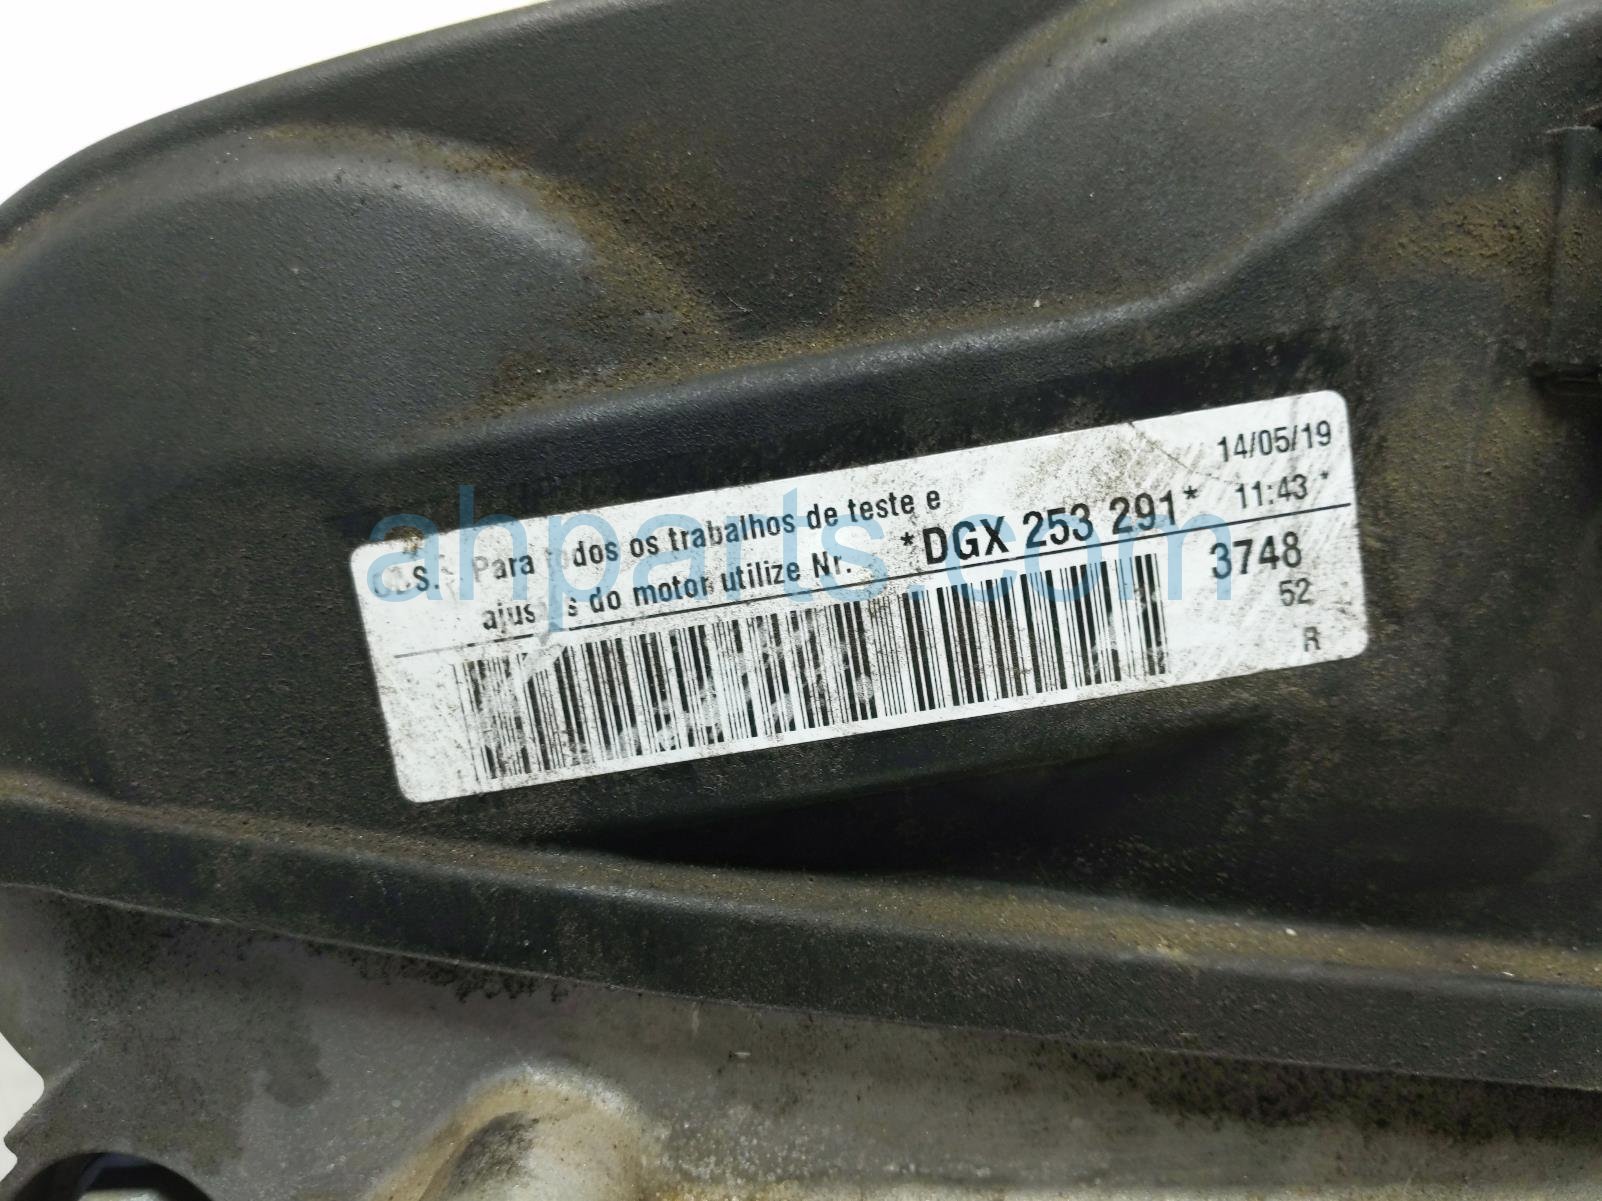 14/05/19
Para todos os trabalhos de teste e
do motor utilize Nr. *DGX 253 291* 11:43 *
3748
52
R
ahparts.com